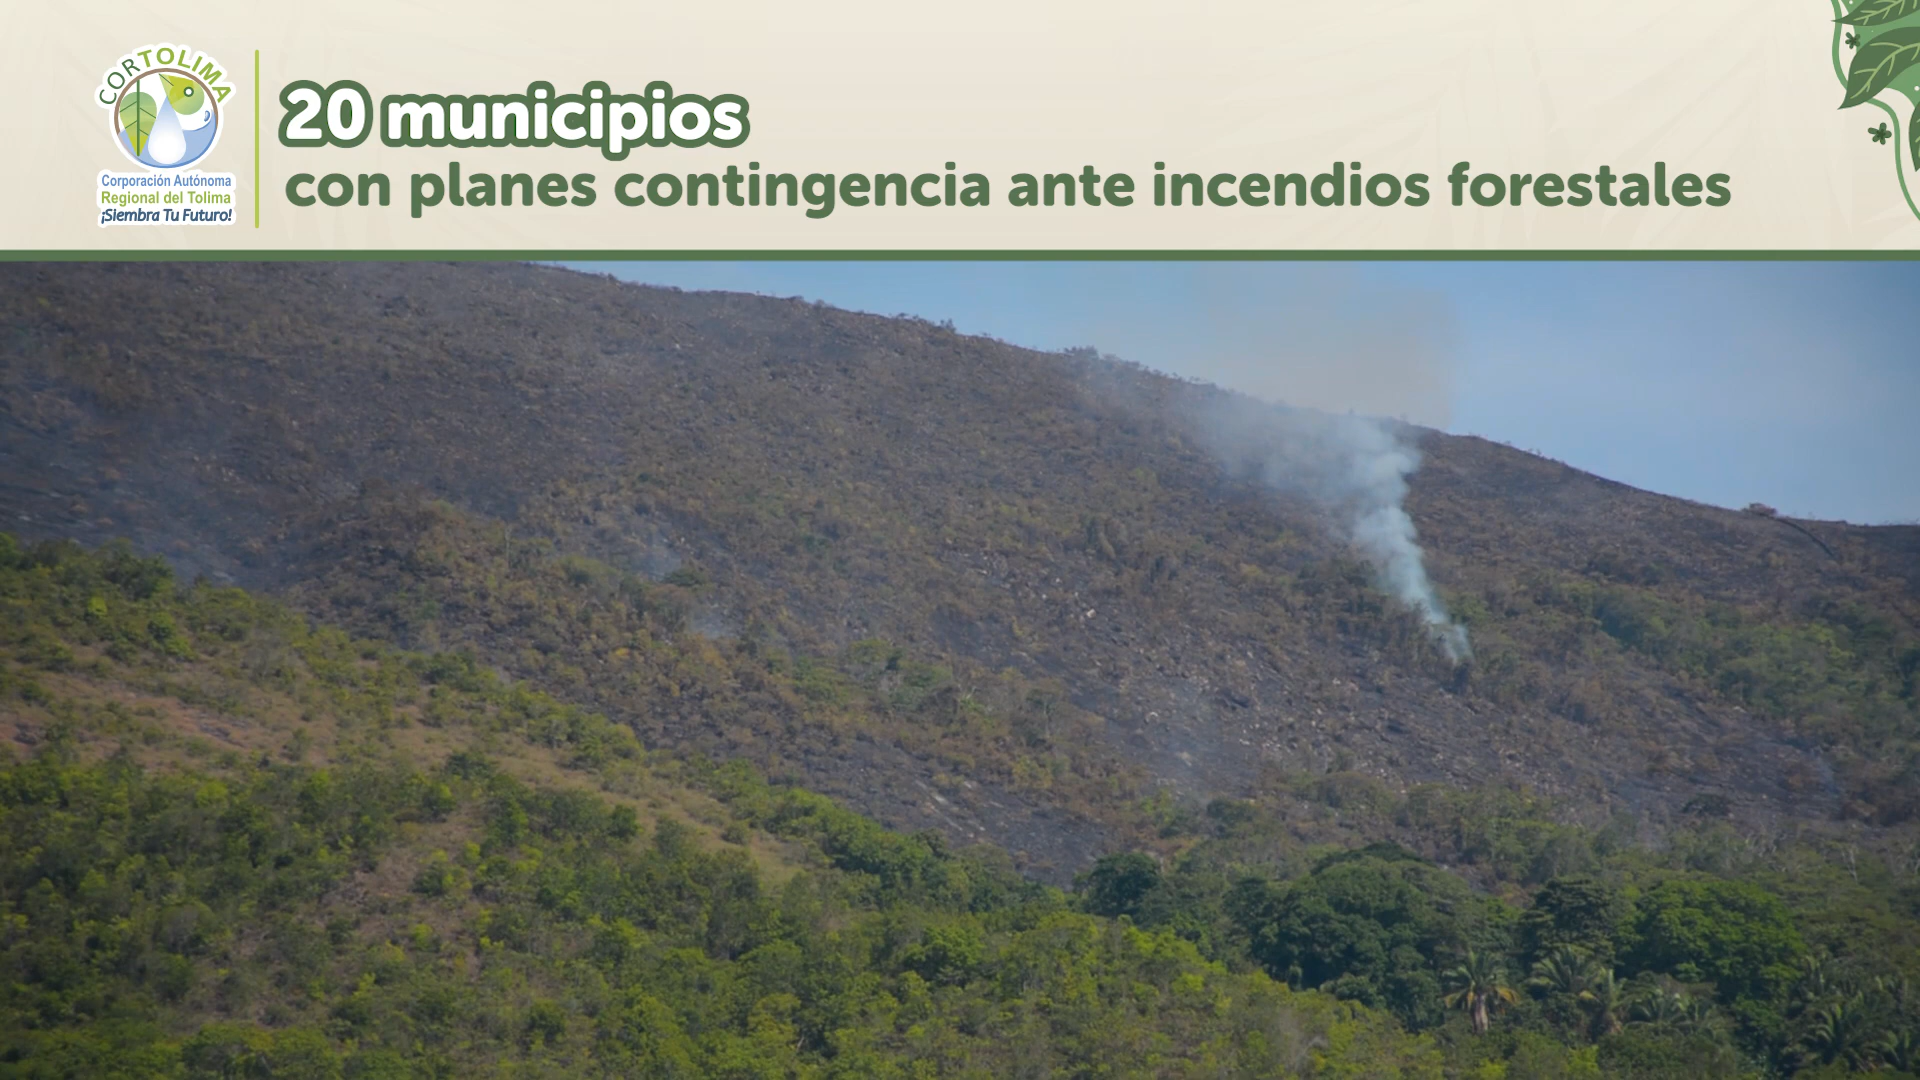 CORTOLIMA
Corporación Autónoma
Regional del Tolima
¡Siembra Tu Futuro!
20 municipios
con planes contingencia ante incendios forestales